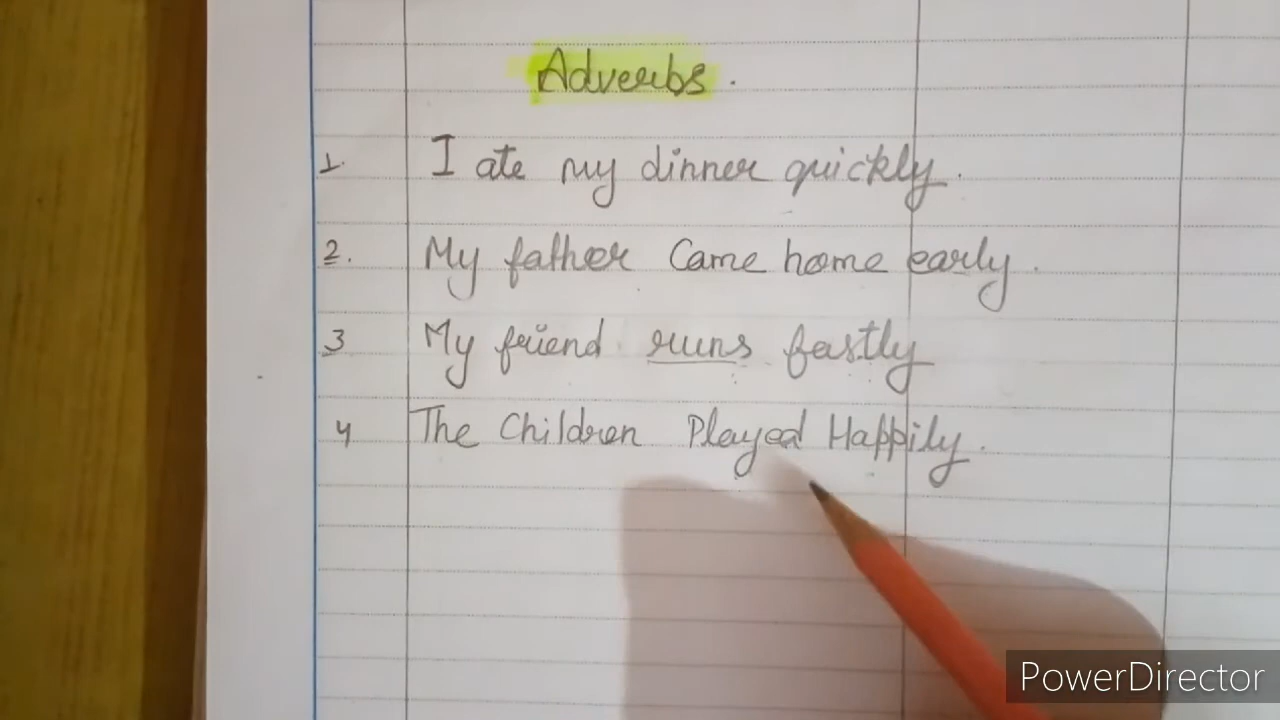 Adverbs.
1. I ate my dinner quickly.
2. My father Came home early.
3 My friend runs fastly
4 The Children Played Happily.
PowerDirector